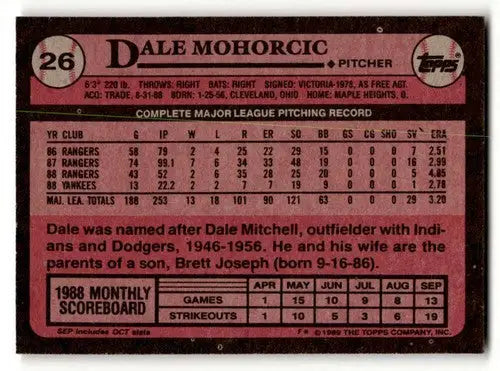 26
DALE MOHORCIC
PITCHER
TOPPS
6'3" 220 lb. THROWS: RIGHT BATS: RIGHT SIGNED: VICTORIA-1978, AS FREE AGT.
ACQ: TRADE, 8-31-88 BORN: 1-25-56, CLEVELAND, OHIO HOME: MAPLE HEIGHTS, O.
COMPLETE MAJOR LEAGUE PITCHING RECORD
YR CLUB G IP W L R ER SO BB GS CG SHO SV ERA
86 RANGERS 58 79 2 4 25 22 29 15 0 0 0 7 2.51
87 RANGERS 74 99.1 7 6 34 33 48 19 0 0 0 16 2.99
88 RANGERS 43 52 2 6 35 28 25 20 0 0 0 5 4.85
88 YANKEES 13 22.2 2 2 7 19 9 0 0 0 1 2.78
MAJ. LEA. TOTALS 188 253 13 18 121 63 0 0 0 29 3.20
Dale was named after Dale Mitchell, outfielder with Indi-
ans and Dodgers, 1946-1956. He and his wife are the
parents of a son, Brett Joseph (born 9-16-86).
1988 MONTHLY SCOREBOARD
APR MAY JUN JUL AUG SEP
GAMES 1 15 10 9 8 13
STRIKEOUTS 1 10 5 3 6 19
SEP includes OCT stats
F* © 1989 THE TOPPS COMPANY, INC.